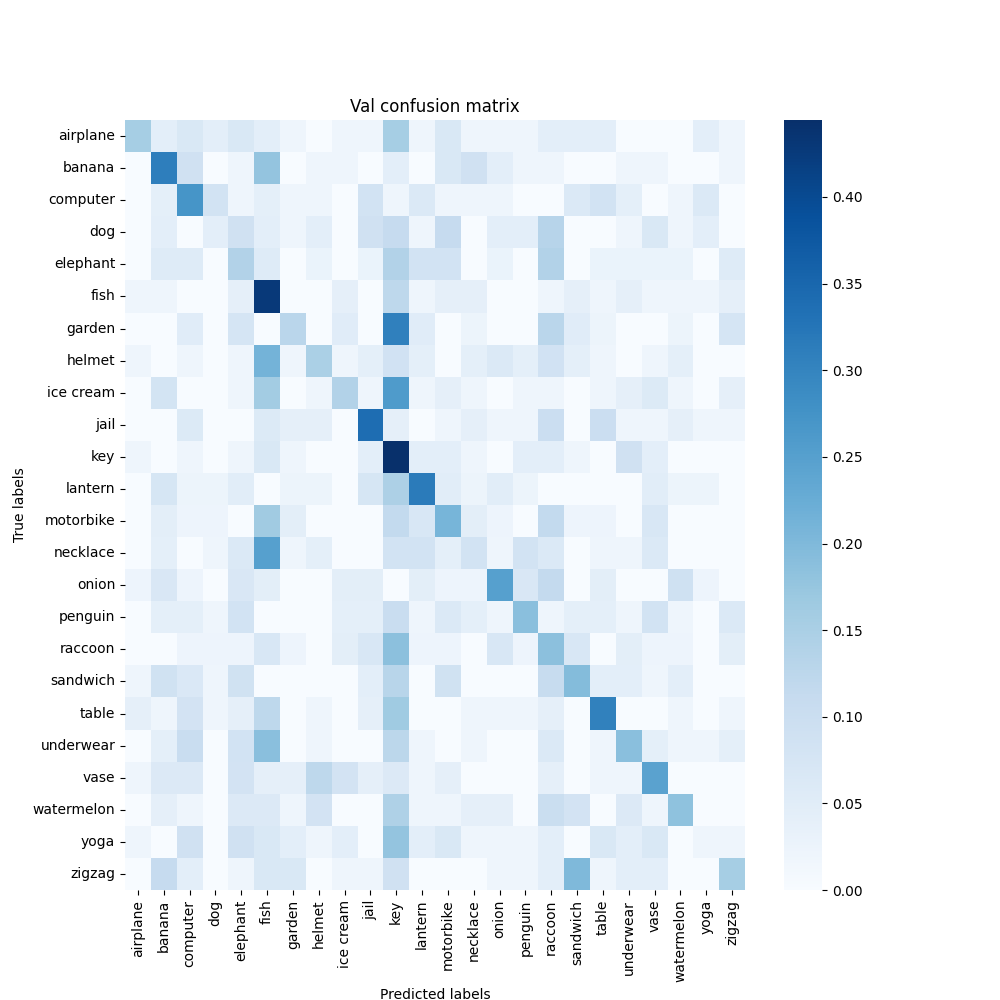 Val confusion matrix
True labels
airplane
banana
computer
dog
elephant
fish
garden
helmet
ice cream
jail
key
lantern
motorbike
necklace
onion
penguin
raccoon
sandwich
table
underwear
vase
watermelon
yoga
zigzag
airplane
banana
computer
dog
elephant
fish
garden
helmet
ice cream
jail
key
lantern
motorbike
necklace
onion
penguin
raccoon
sandwich
table
underwear
vase
watermelon
yoga
zigzag
Predicted labels
0.40
0.35
0.30
0.25
0.20
0.15
0.10
0.05
0.00